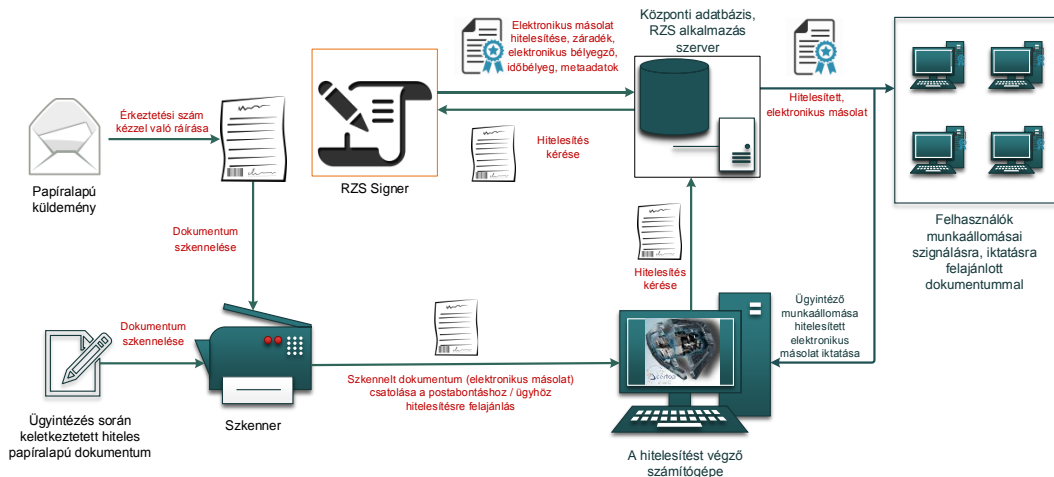 Elektronikus másolat
hitelesítése, záradék,
elektronikus bélyegző,
időbélyeg, metaadatok
Központi adatbázis,
RZS alkalmazás
szerver
Érkeztetési szám
kézzel való ráírása
Papíralapú
küldemény
RZS Signer
Hitelesítés
kérése
Hitelesített,
elektronikus másolat
Felhasználók
munkaállomásai
szignálásra, iktatásra
felajánlott
dokumentummal
Dokumentum
szkennelése
Hitelesítés
kérése
Ügyintéző
munkaállomása
hitelesített
elektronikus
másolat iktatása
Dokumentum
szkennelése
Szkennelt dokumentum (elektronikus másolat)
csatolása a postabontáshoz / ügyhöz
hitelesítésre felajánlás
Ügyintézés során
keletkeztetett hiteles
papíralapú dokumentum
Szkenner
A hitelesítést végző
számítógépe